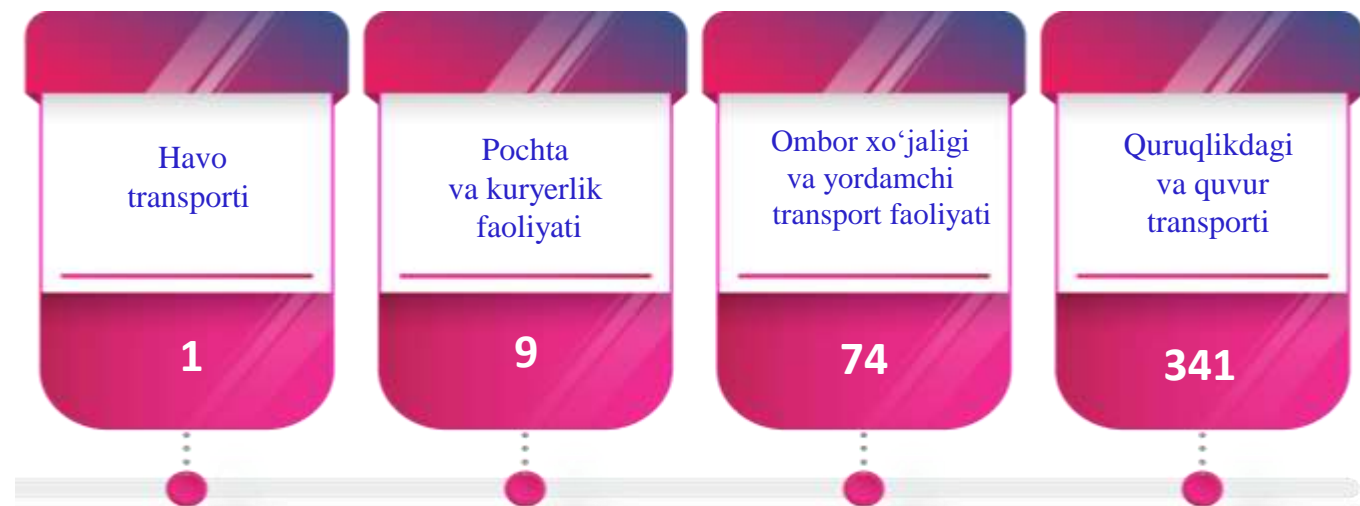 Havo
transporti
1
Pochta
va kuryerlik
faoliyati
9
Ombor xo‘jaligi
va yordamchi
transport faoliyati
74
Quruqlikdagi
va quvur
transporti
341